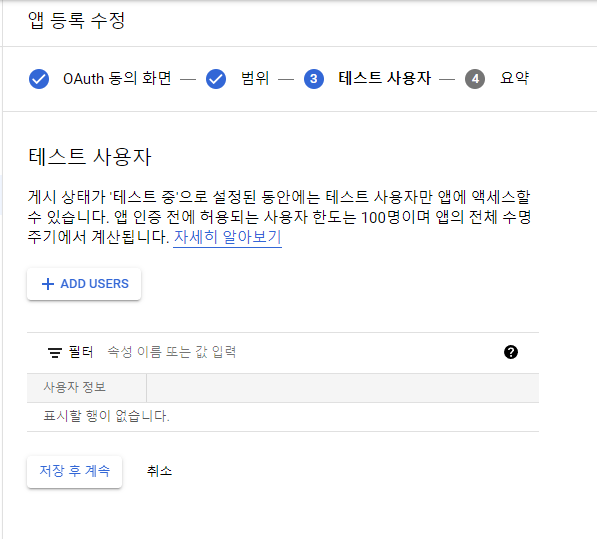 앱 등록 수정
OAuth 동의 화면 — 범위 — 3 테스트 사용자 — 4 요약
테스트 사용자
게시 상태가 '테스트 중'으로 설정된 동안에는 테스트 사용자만 앱에 액세스할
수 있습니다. 앱 인증 전에 허용되는 사용자 한도는 100명이며 앱의 전체 수명
주기에서 계산됩니다. 자세히 알아보기
+ ADD USERS
필터 속성 이름 또는 값 입력 ?
사용자 정보
표시할 행이 없습니다.
저장 후 계속 취소